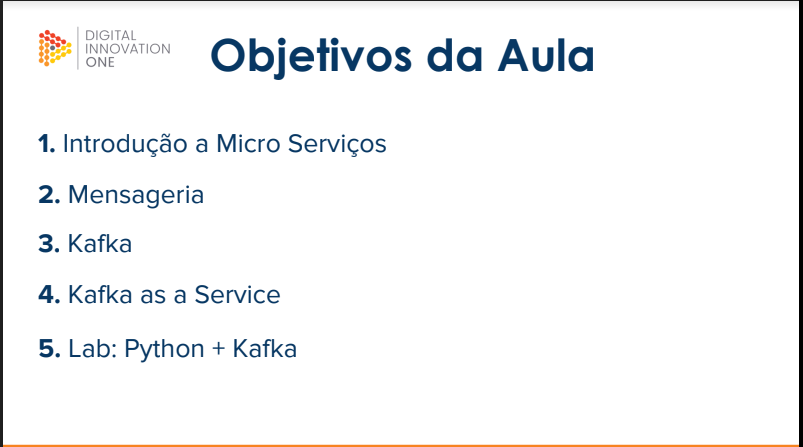 DIGITAL
INNOVATION
ONE
Objetivos da Aula
1. Introdução a Micro Serviços
2. Mensageria
3. Kafka
4. Kafka as a Service
5. Lab: Python + Kafka